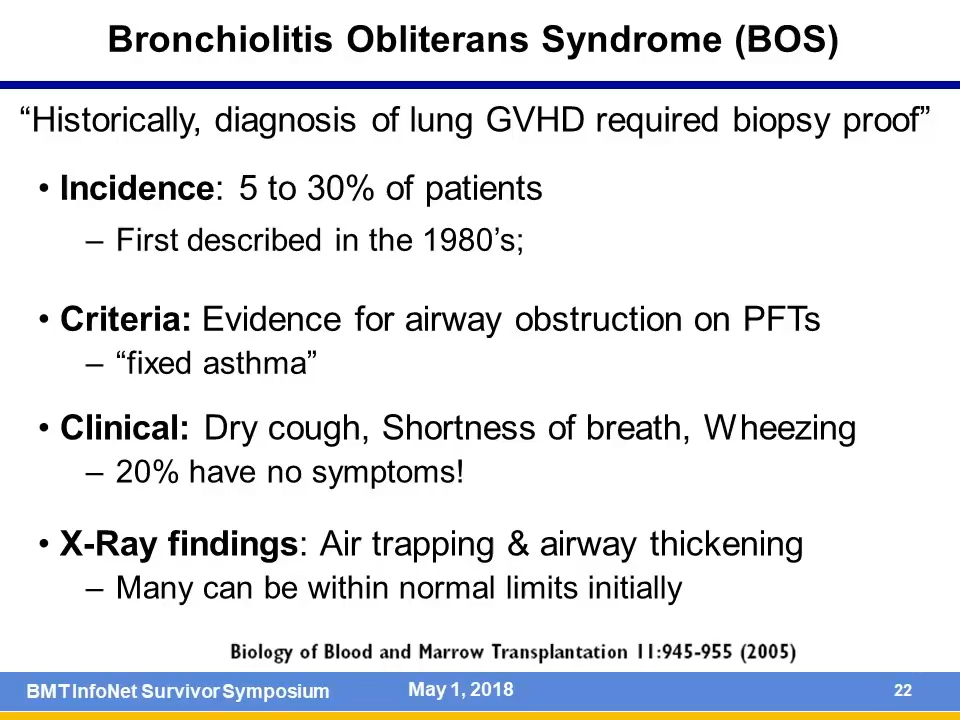 Bronchiolitis Obliterans Syndrome (BOS)
“Historically, diagnosis of lung GVHD required biopsy proof”
• Incidence: 5 to 30% of patients
– First described in the 1980’s;
• Criteria: Evidence for airway obstruction on PFTs
– “fixed asthma”
• Clinical: Dry cough, Shortness of breath, Wheezing
– 20% have no symptoms!
• X-Ray findings: Air trapping & airway thickening
– Many can be within normal limits initially
Biology of Blood and Marrow Transplantation 11:945-955 (2005)
BMT InfoNet Survivor Symposium May 1, 2018 22